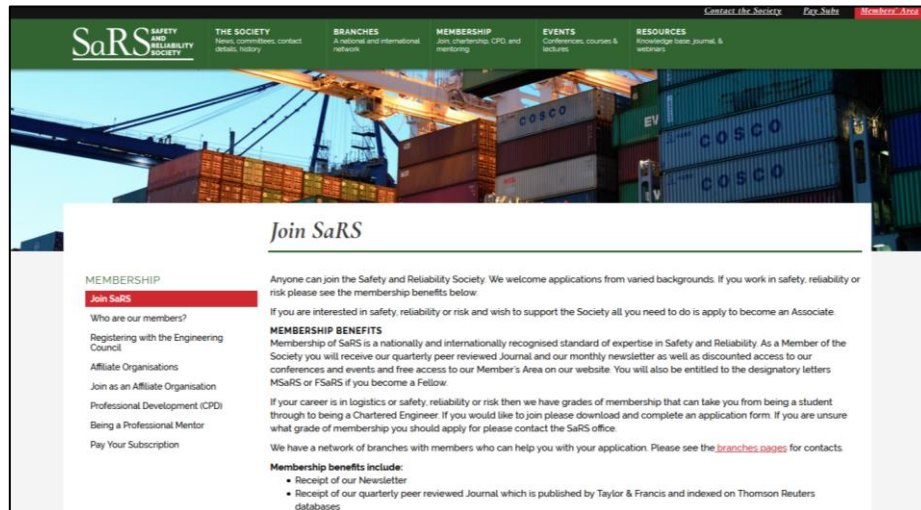 Contact the Society Pay Subs Members' Area
SaRS SAFETY AND RELIABILITY SOCIETY
THE SOCIETY
News, committees, contact
details, history
BRANCHES
A national and international
network
MEMBERSHIP
Join, chartership, CPD, and
mentoring
EVENTS
Conferences, courses &
lectures
RESOURCES
Knowledge base, journal, &
webinars
COSCO
EV
COSCO
COSCO
Join SaRS
MEMBERSHIP
Join SaRS
Who are our members?
Registering with the Engineering
Council
Affiliate Organisations
Join as an Affiliate Organisation
Professional Development (CPD)
Being a Professional Mentor
Pay Your Subscription
Anyone can join the Safety and Reliability Society. We welcome applications from varied backgrounds. If you work in safety, reliability or
risk please see the membership benefits below.
If you are interested in safety, reliability or risk and wish to support the Society all you need to do is apply to become an Associate.
MEMBERSHIP BENEFITS
Membership of SaRS is a nationally and internationally recognised standard of expertise in Safety and Reliability. As a Member of the
Society you will receive our quarterly peer reviewed Journal and our monthly newsletter as well as discounted access to our
conferences and events and free access to our Member's Area on our website. You will also be entitled to the designatory letters
MSaRS or FSaRS if you become a Fellow.
If your career is in logistics or safety, reliability or risk then we have grades of membership that can take you from being a student
through to being a Chartered Engineer. If you would like to join please download and complete an application form. If you are unsure
what grade of membership you should apply for please contact the SaRS office.
We have a network of branches with members who can help you with your application. Please see the branches pages for contacts.
Membership benefits include:
• Receipt of our Newsletter
• Receipt of our quarterly peer reviewed Journal which is published by Taylor & Francis and indexed on Thomson Reuters
databases